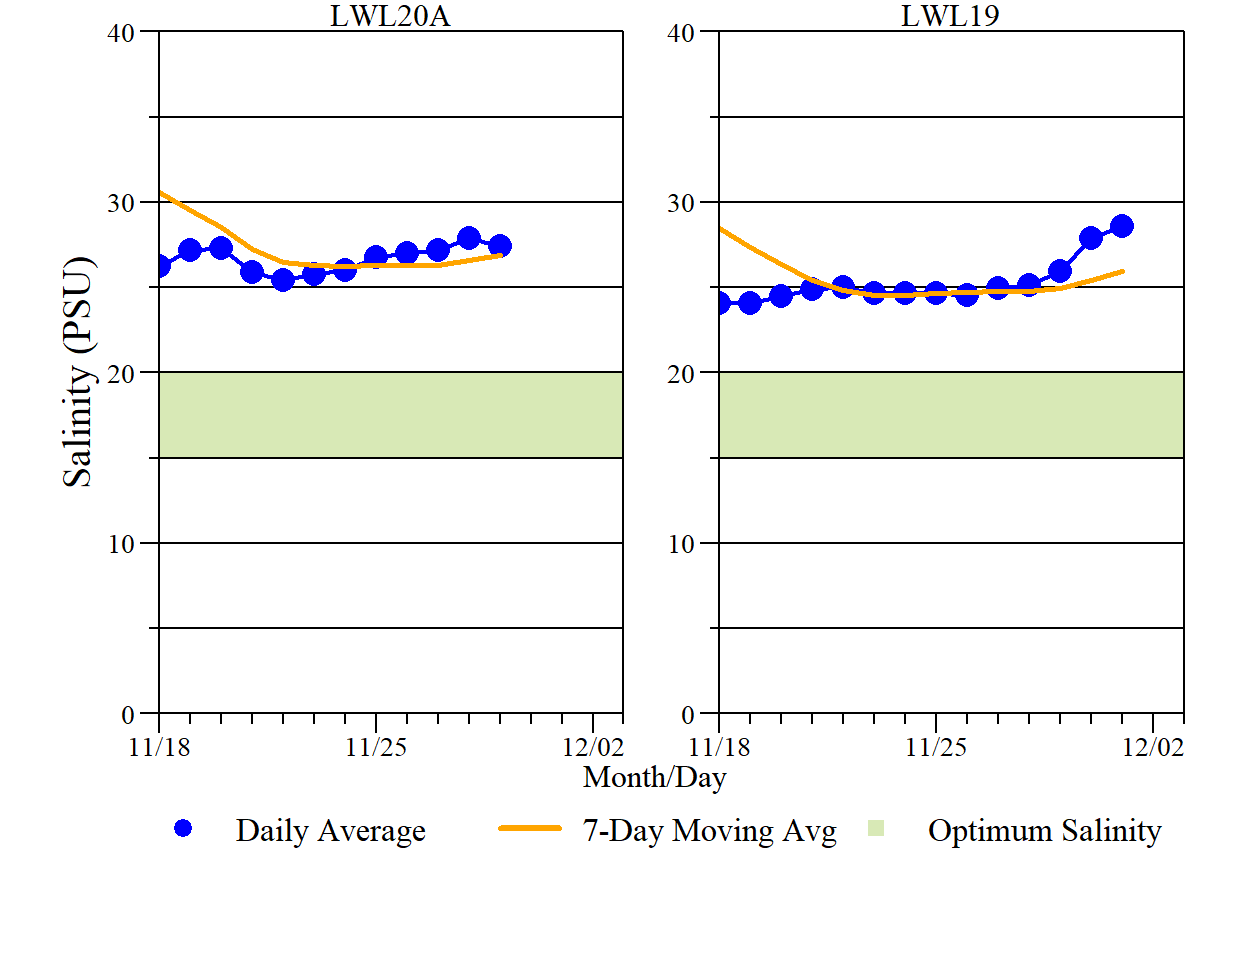 LWL20A
LWL19
40
30
20
10
0
40
30
20
10
0
Salinity (PSU)
11/18
11/25
12/02
11/18
11/25
12/02
Month/Day
Daily Average
7-Day Moving Avg
Optimum Salinity